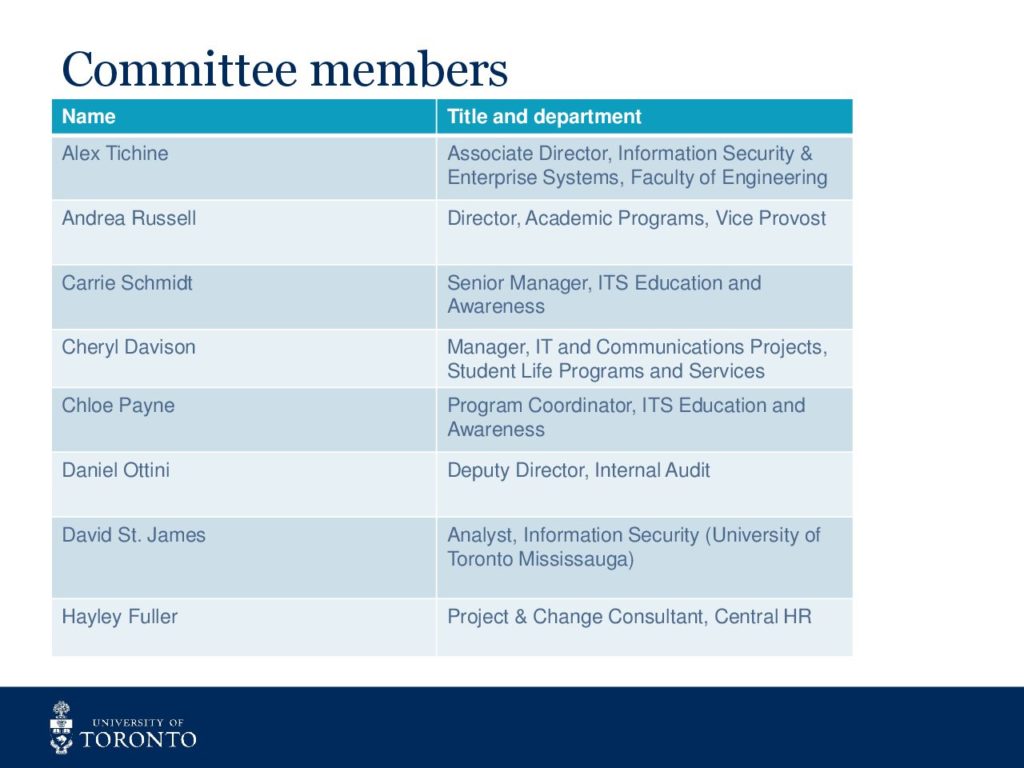 Committee members
Name
Title and department
Alex Tichine
Associate Director, Information Security &
Enterprise Systems, Faculty of Engineering
Andrea Russell
Director, Academic Programs, Vice Provost
Carrie Schmidt
Senior Manager, ITS Education and
Awareness
Cheryl Davison
Manager, IT and Communications Projects,
Student Life Programs and Services
Chloe Payne
Program Coordinator, ITS Education and
Awareness
Daniel Ottini
Deputy Director, Internal Audit
David St. James
Analyst, Information Security (University of
Toronto Mississauga)
Hayley Fuller
Project & Change Consultant, Central HR
UNIVERSITY OF
TORONTO